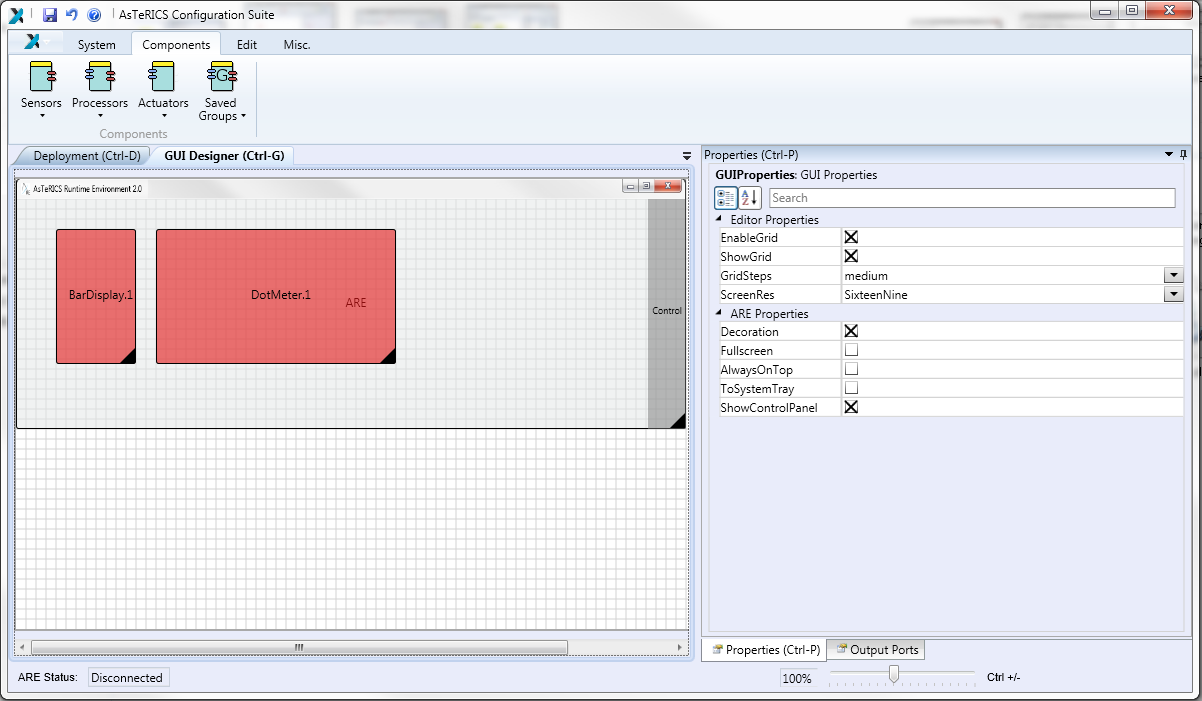 AsTeRICS Configuration Suite
System Components Edit Misc.
Sensors Processors Actuators Saved Groups
G
Components
Deployment (Ctrl-D) GUI Designer (Ctrl-G)
AsTeRICS Runtime Environment 2.0
BarDisplay.1 DotMeter.1 ARE
Control
Properties (Ctrl-P)
GUIProperties: GUI Properties
A Z Search
Editor Properties
EnableGrid
ShowGrid
GridSteps medium
ScreenRes SixteenNine
ARE Properties
Decoration
Fullscreen
AlwaysOnTop
ToSystemTray
ShowControlPanel
Properties (Ctrl-P) Output Ports
ARE Status: Disconnected
100% Ctrl +/-